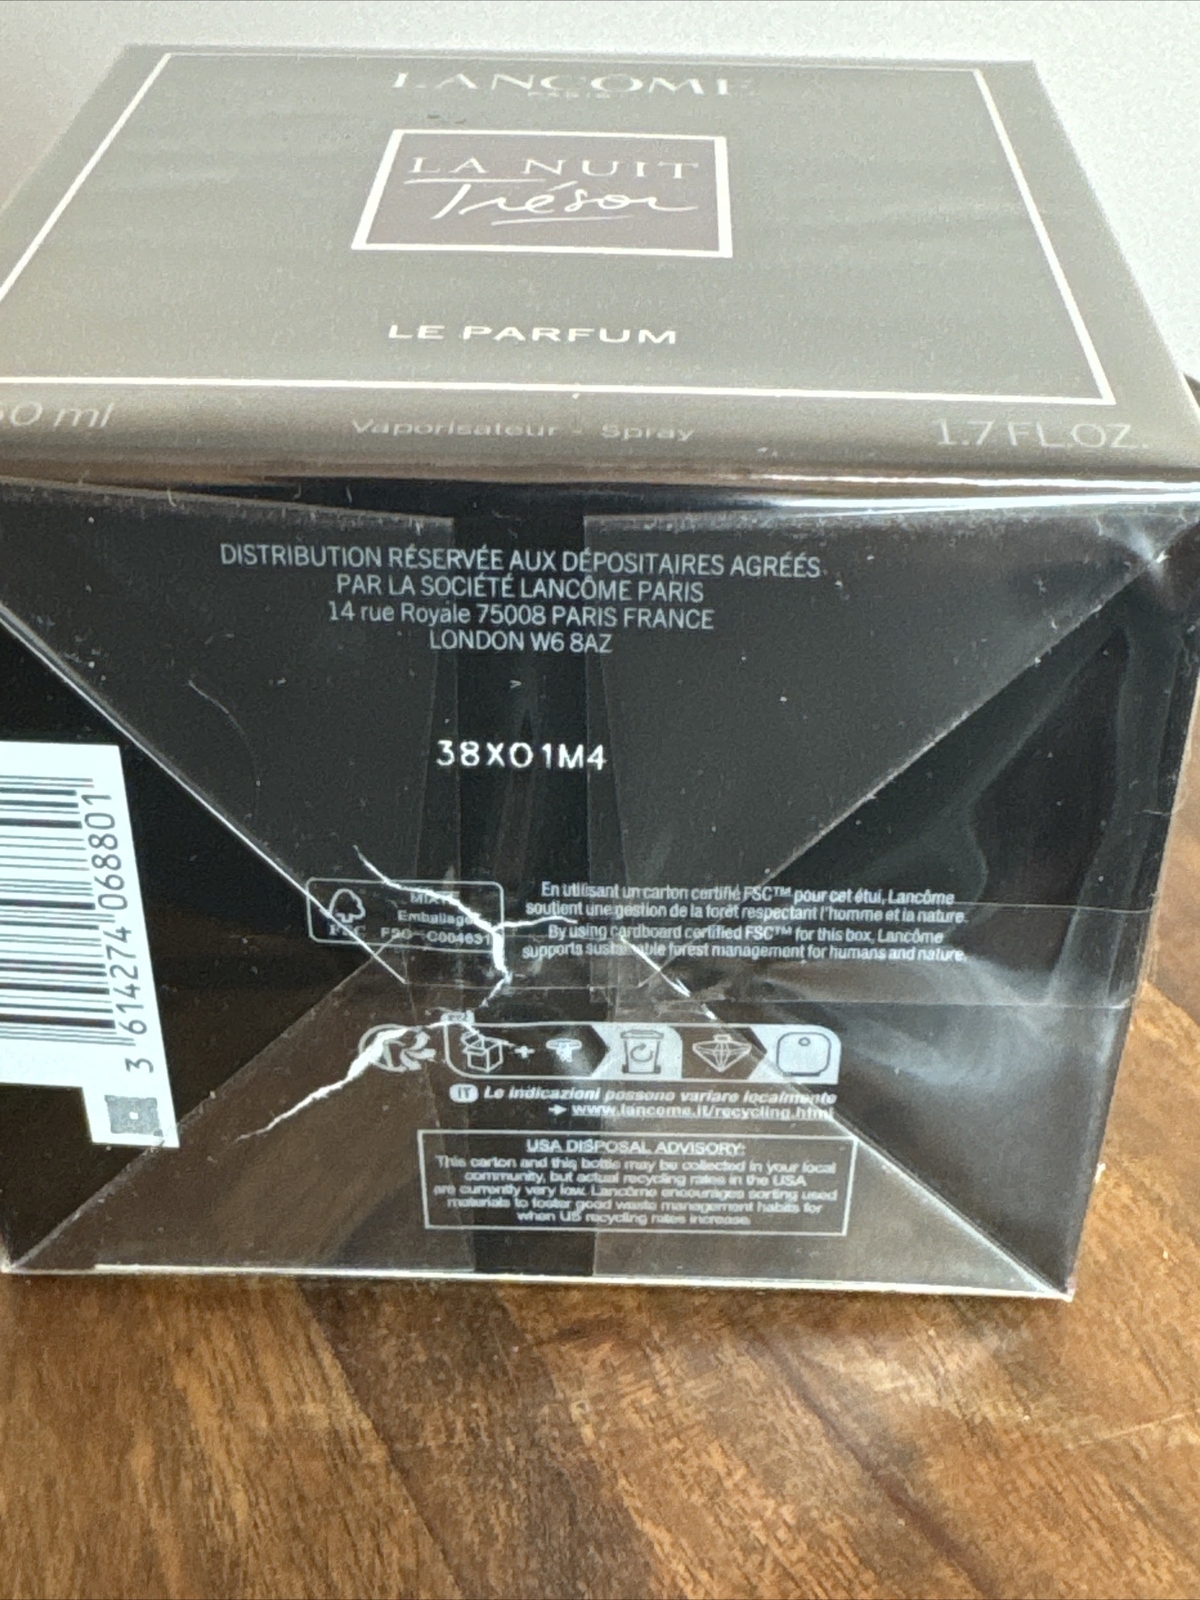 LANCÔME
PARIS
LA NUIT
Trésor
LE PARFUM
50 ml
Vaporisateur - Spray
1.7 FL.OZ.
DISTRIBUTION RÉSERVÉE AUX DÉPOSITAIRES AGRÉÉS
PAR LA SOCIÉTÉ LANCÔME PARIS
14 rue Royale 75008 PARIS FRANCE
LONDON W6 8AZ
38X01M4
3 614274 068801
FSC
Emballage
FSC C004631
En utilisant un carton certifié FSC™ pour cet étui, Lancôme
soutient une gestion de la forêt respectant l'homme et la nature.
By using cardboard certified FSC™ for this box, Lancôme
supports sustainable forest management for humans and nature.
IT Le indicazioni possono variare localmente
www.lancome.it/recycling.html
USA DISPOSAL ADVISORY:
This carton and this bottle may be collected in your local
community, but actual recycling rates in the USA
are currently very low. Lancôme encourages sorting used
materials to foster good waste management habits for
when US recycling rates increase